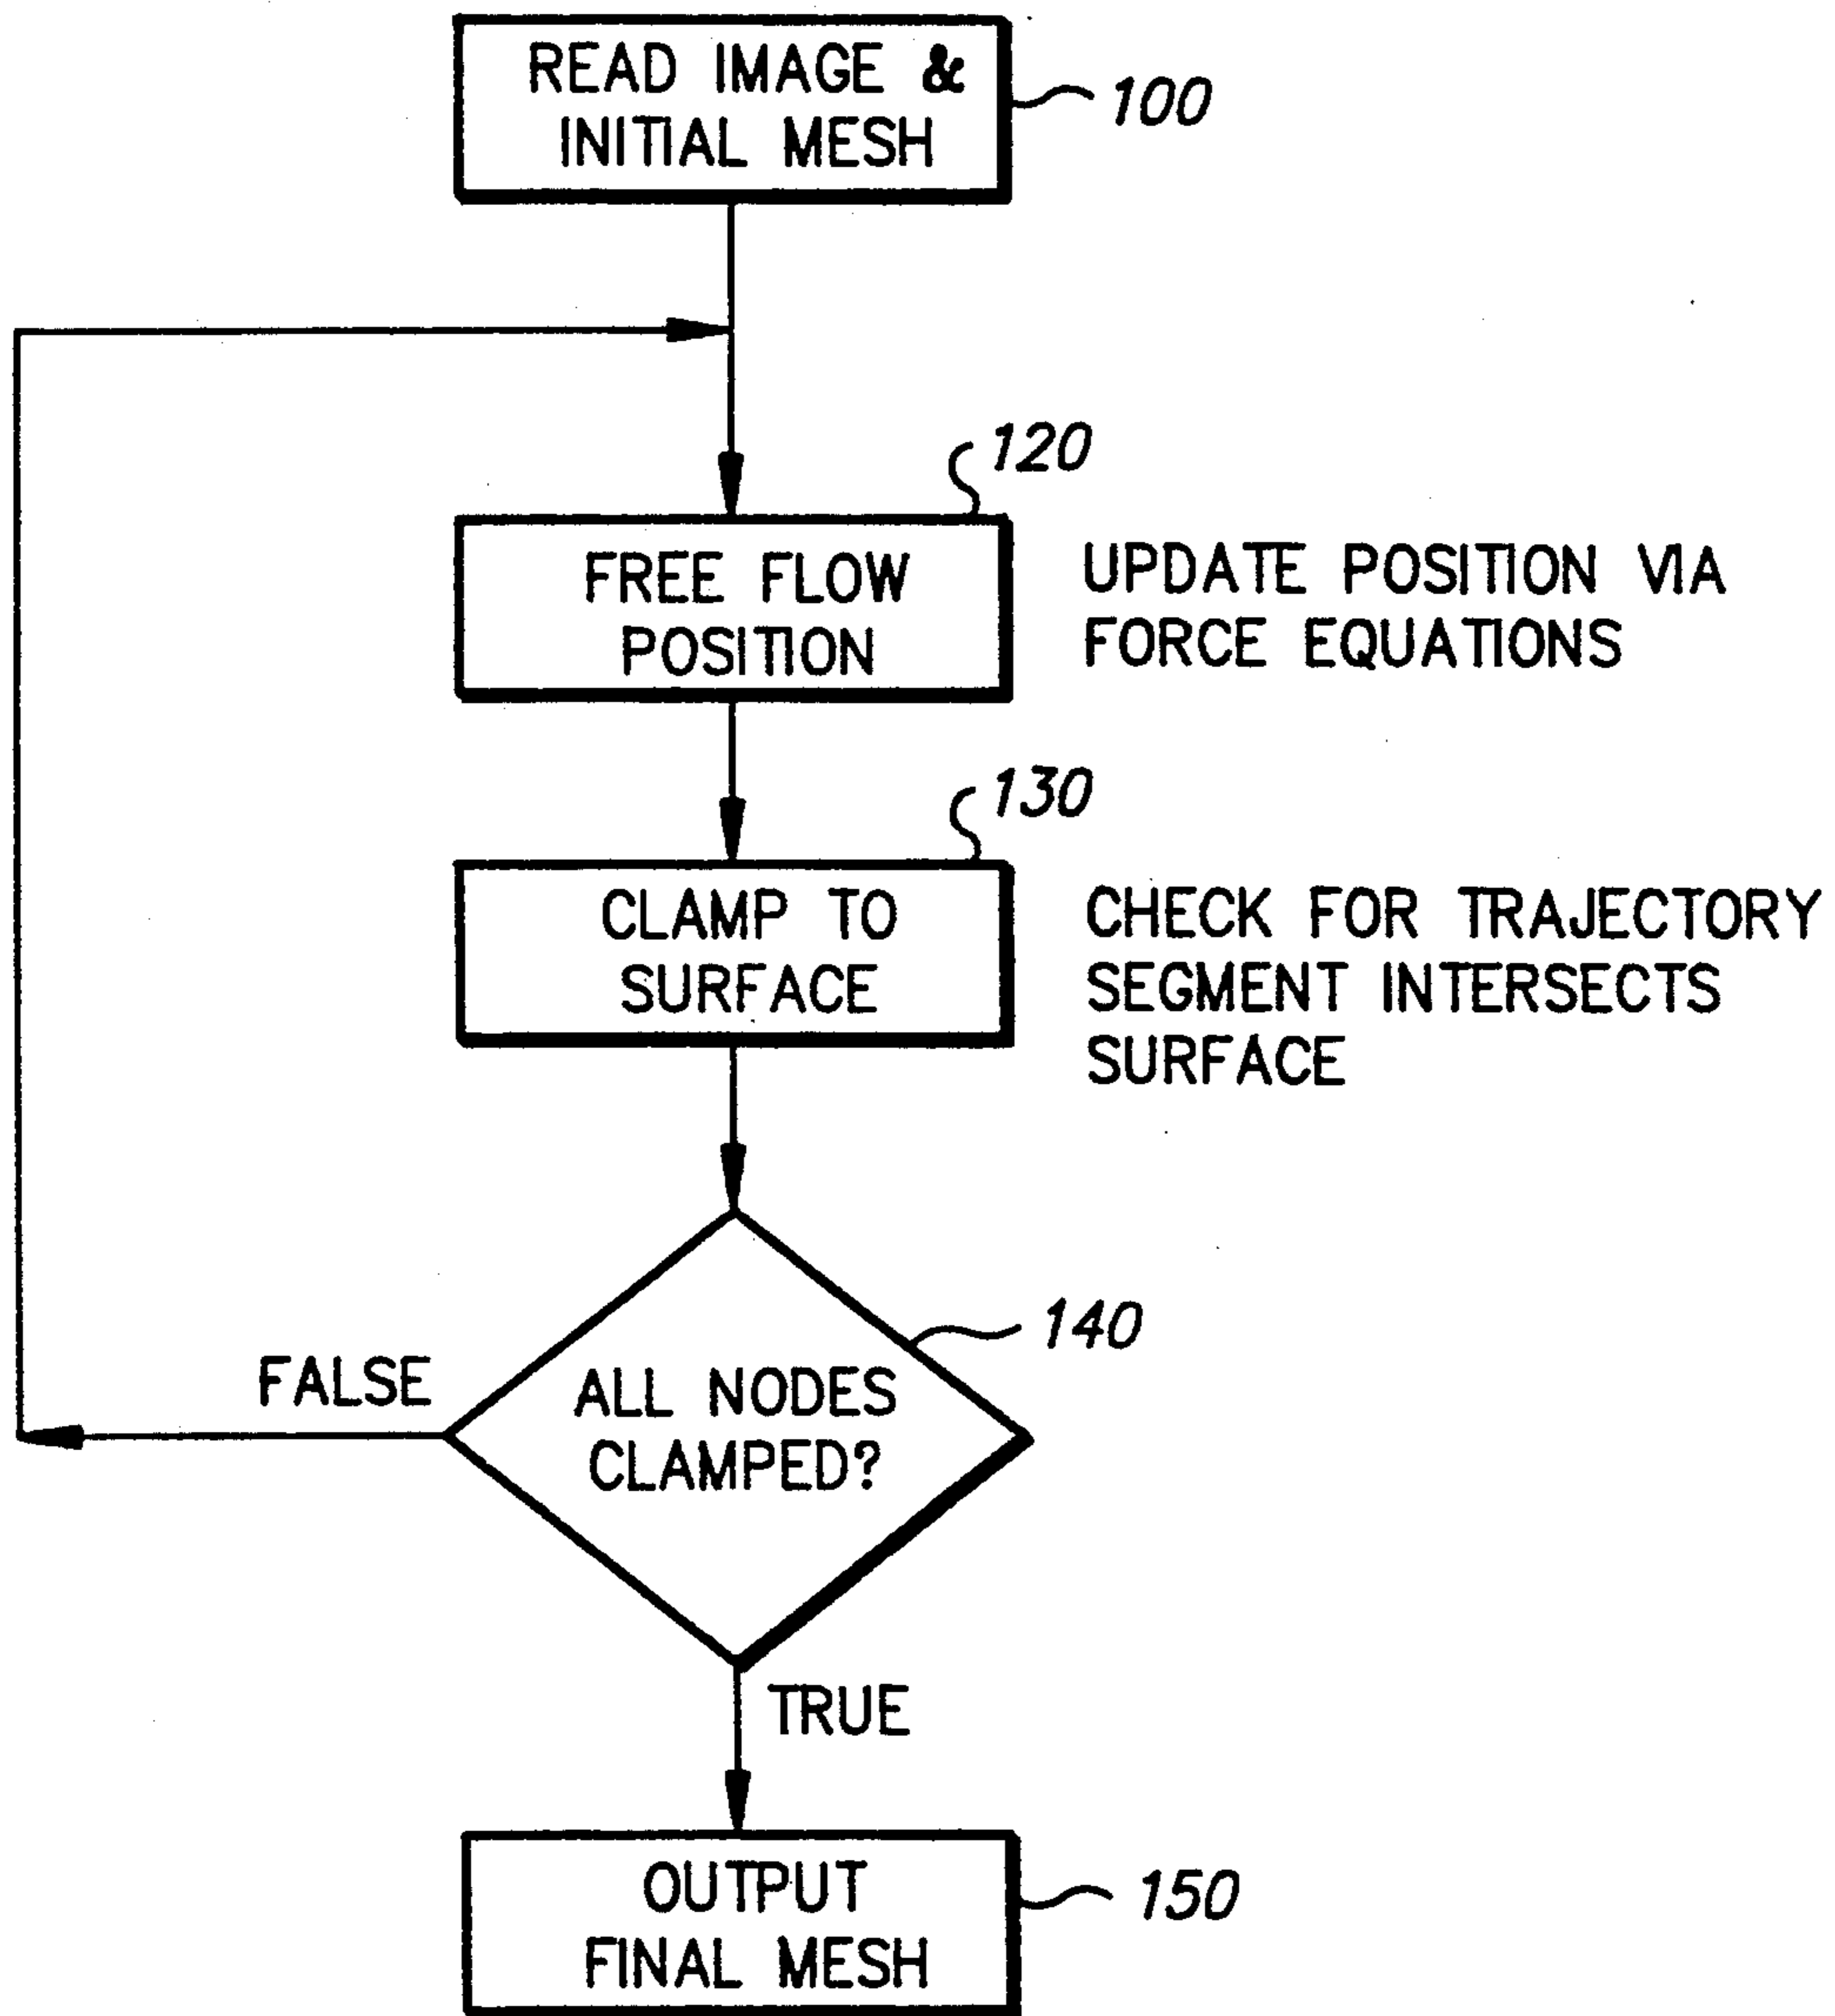 READ IMAGE &
INITIAL MESH
100
120
FREE FLOW
POSITION
UPDATE POSITION VIA
FORCE EQUATIONS
130
CLAMP TO
SURFACE
CHECK FOR TRAJECTORY
SEGMENT INTERSECTS
SURFACE
140
ALL NODES
CLAMPED?
FALSE
TRUE
OUTPUT
FINAL MESH
150